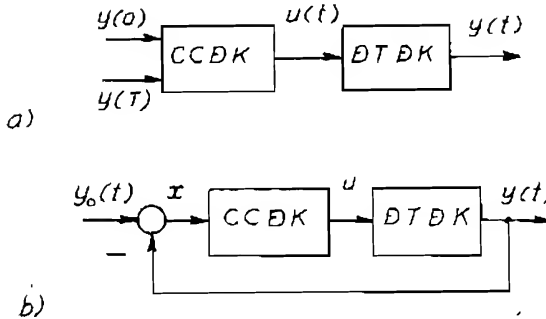 y(0) u(t) y(t)
CCĐK ĐTĐK
y(T)
a)
y₀(t) x u y(t)
CCĐK ĐTĐK
−
b)